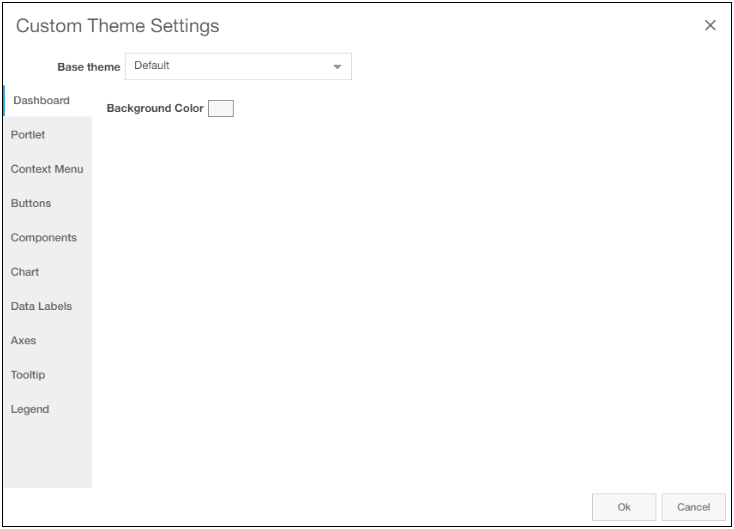 Custom Theme Settings
Base theme Default
Dashboard
Background Color
Portlet
Context Menu
Buttons
Components
Chart
Data Labels
Axes
Tooltip
Legend
Ok Cancel